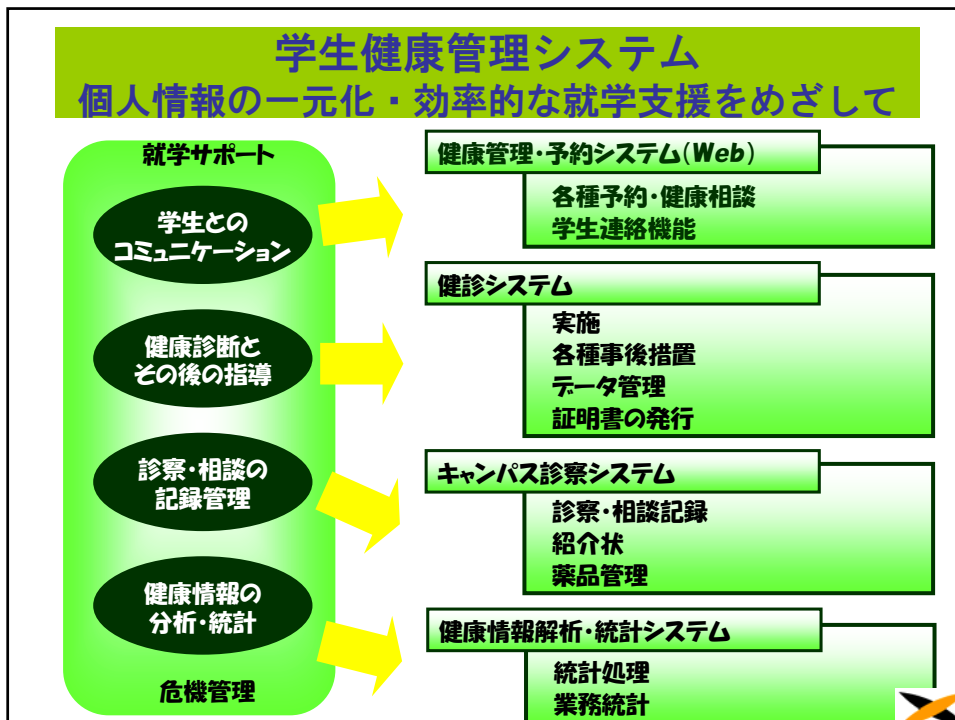 学生健康管理システム
個人情報の一元化・効率的な就学支援をめざして
就学サポート
学生との
コミュニケーション
健康診断と
その後の指導
診察・相談の
記録管理
健康情報の
分析・統計
危機管理
健康管理・予約システム(Web)
各種予約・健康相談
学生連絡機能
健診システム
実施
各種事後措置
データ管理
証明書の発行
キャンパス診察システム
診察・相談記録
紹介状
薬品管理
健康情報解析・統計システム
統計処理
業務統計